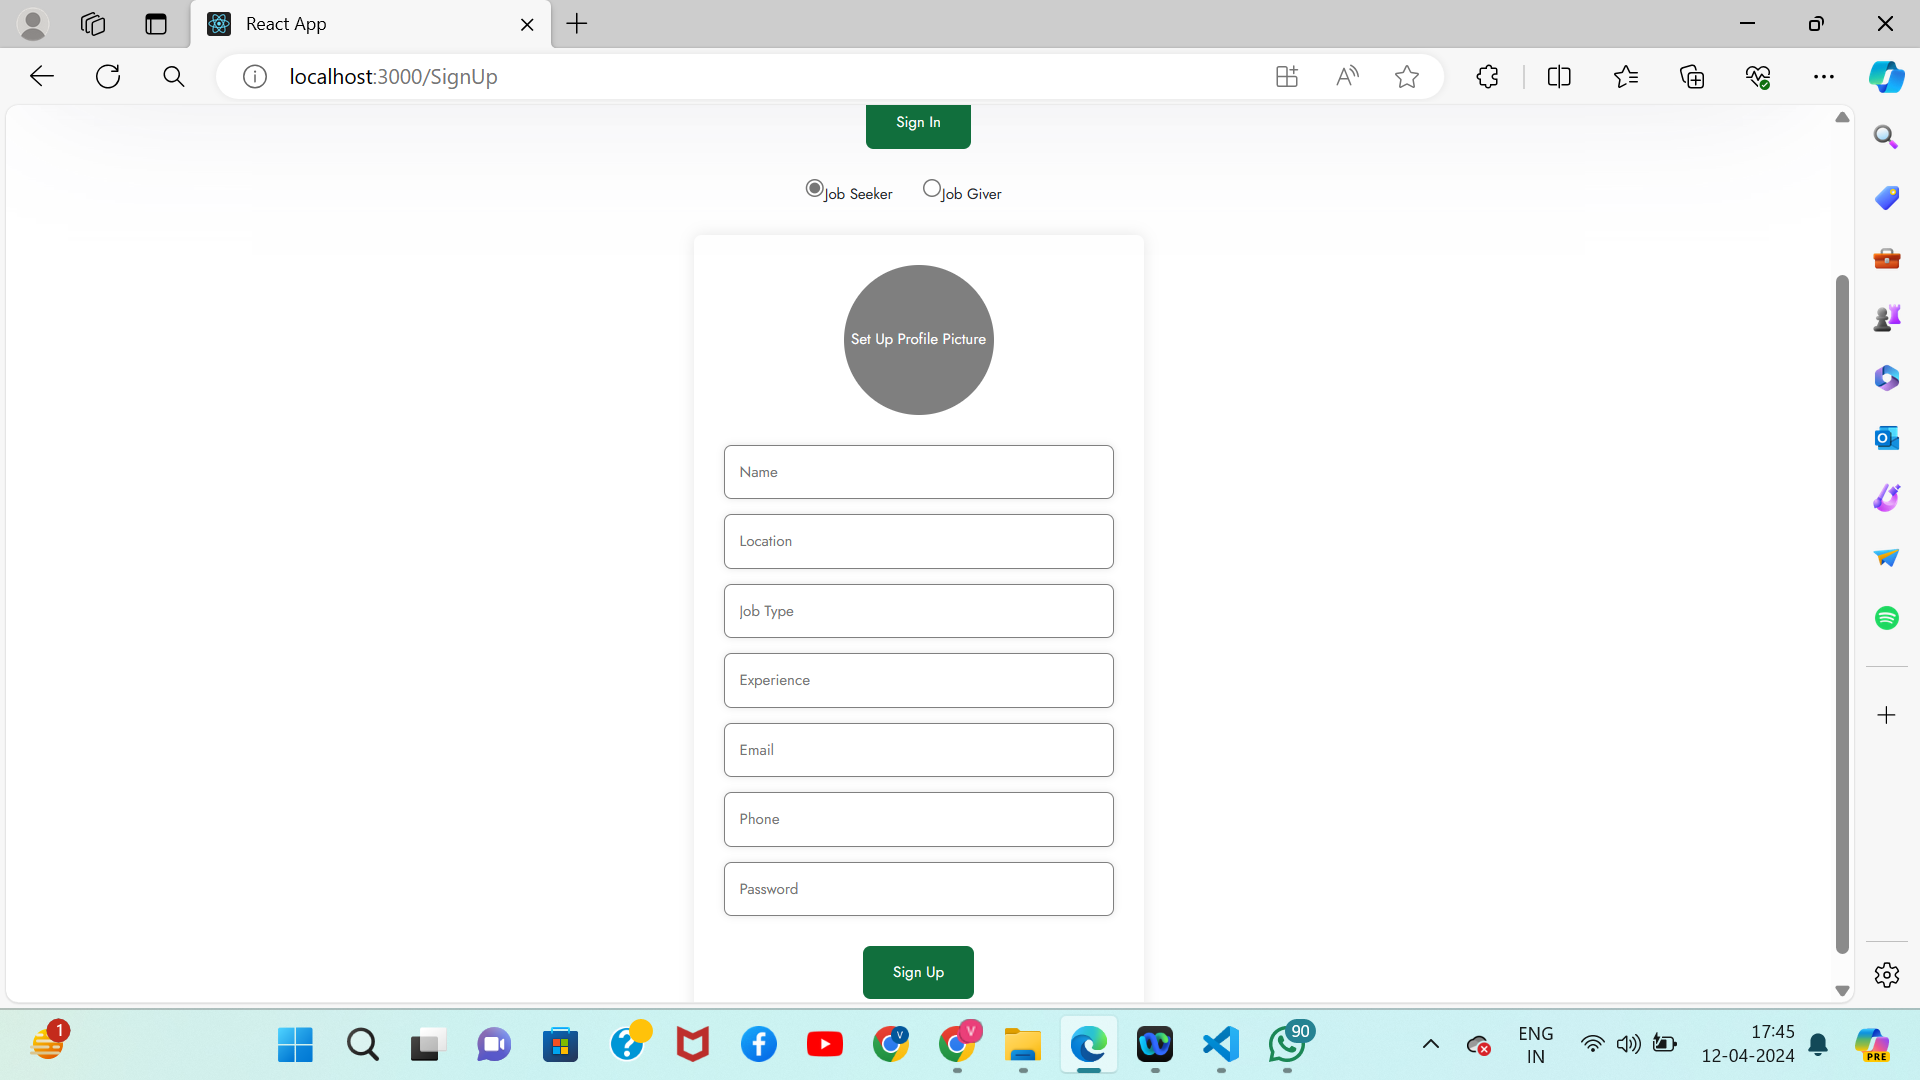 React App
localhost:3000/SignUp
Sign In
Job Seeker
Job Giver
Set Up Profile Picture
Name
Location
Job Type
Experience
Email
Phone
Password
Sign Up
1
V
V
90
ENG
IN
17:45
12-04-2024
PRE